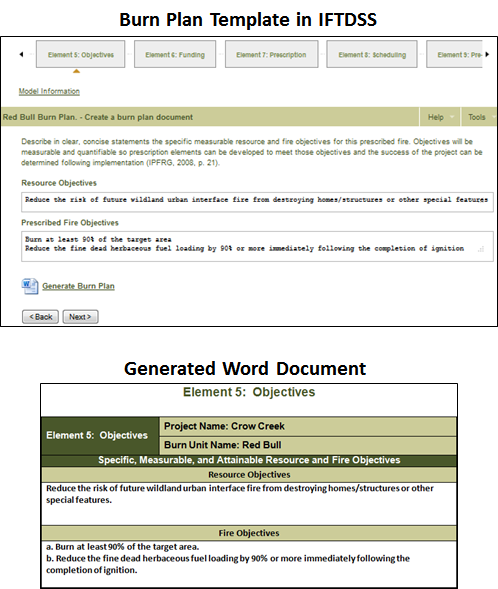 Burn Plan Template in IFTDSS
Element 5: Objectives
Element 6: Funding
Element 7: Prescription
Element 8: Scheduling
Element 9: Pre-
Model Information
Red Bull Burn Plan. - Create a burn plan document
Help
Tools
Describe in clear, concise statements the specific measurable resource and fire objectives for this prescribed fire. Objectives will be
measurable and quantifiable so prescription elements can be developed to meet those objectives and the success of the project can be
determined following implementation (IPFRG, 2008, p. 21).
Resource Objectives
Reduce the risk of future wildland urban interface fire from destroying homes/structures or other special features
Prescribed Fire Objectives
Burn at least 90% of the target area
Reduce the fine dead herbaceous fuel loading by 90% or more immediately following the completion of ignition
Generate Burn Plan
< Back
Next >
Generated Word Document
Element 5: Objectives
Element 5: Objectives
Project Name: Crow Creek
Burn Unit Name: Red Bull
Specific, Measurable, and Attainable Resource and Fire Objectives
Resource Objectives
Reduce the risk of future wildland urban interface fire from destroying homes/structures or other
special features.
Fire Objectives
a. Burn at least 90% of the target area.
b. Reduce the fine dead herbaceous fuel loading by 90% or more immediately following the
completion of ignition.